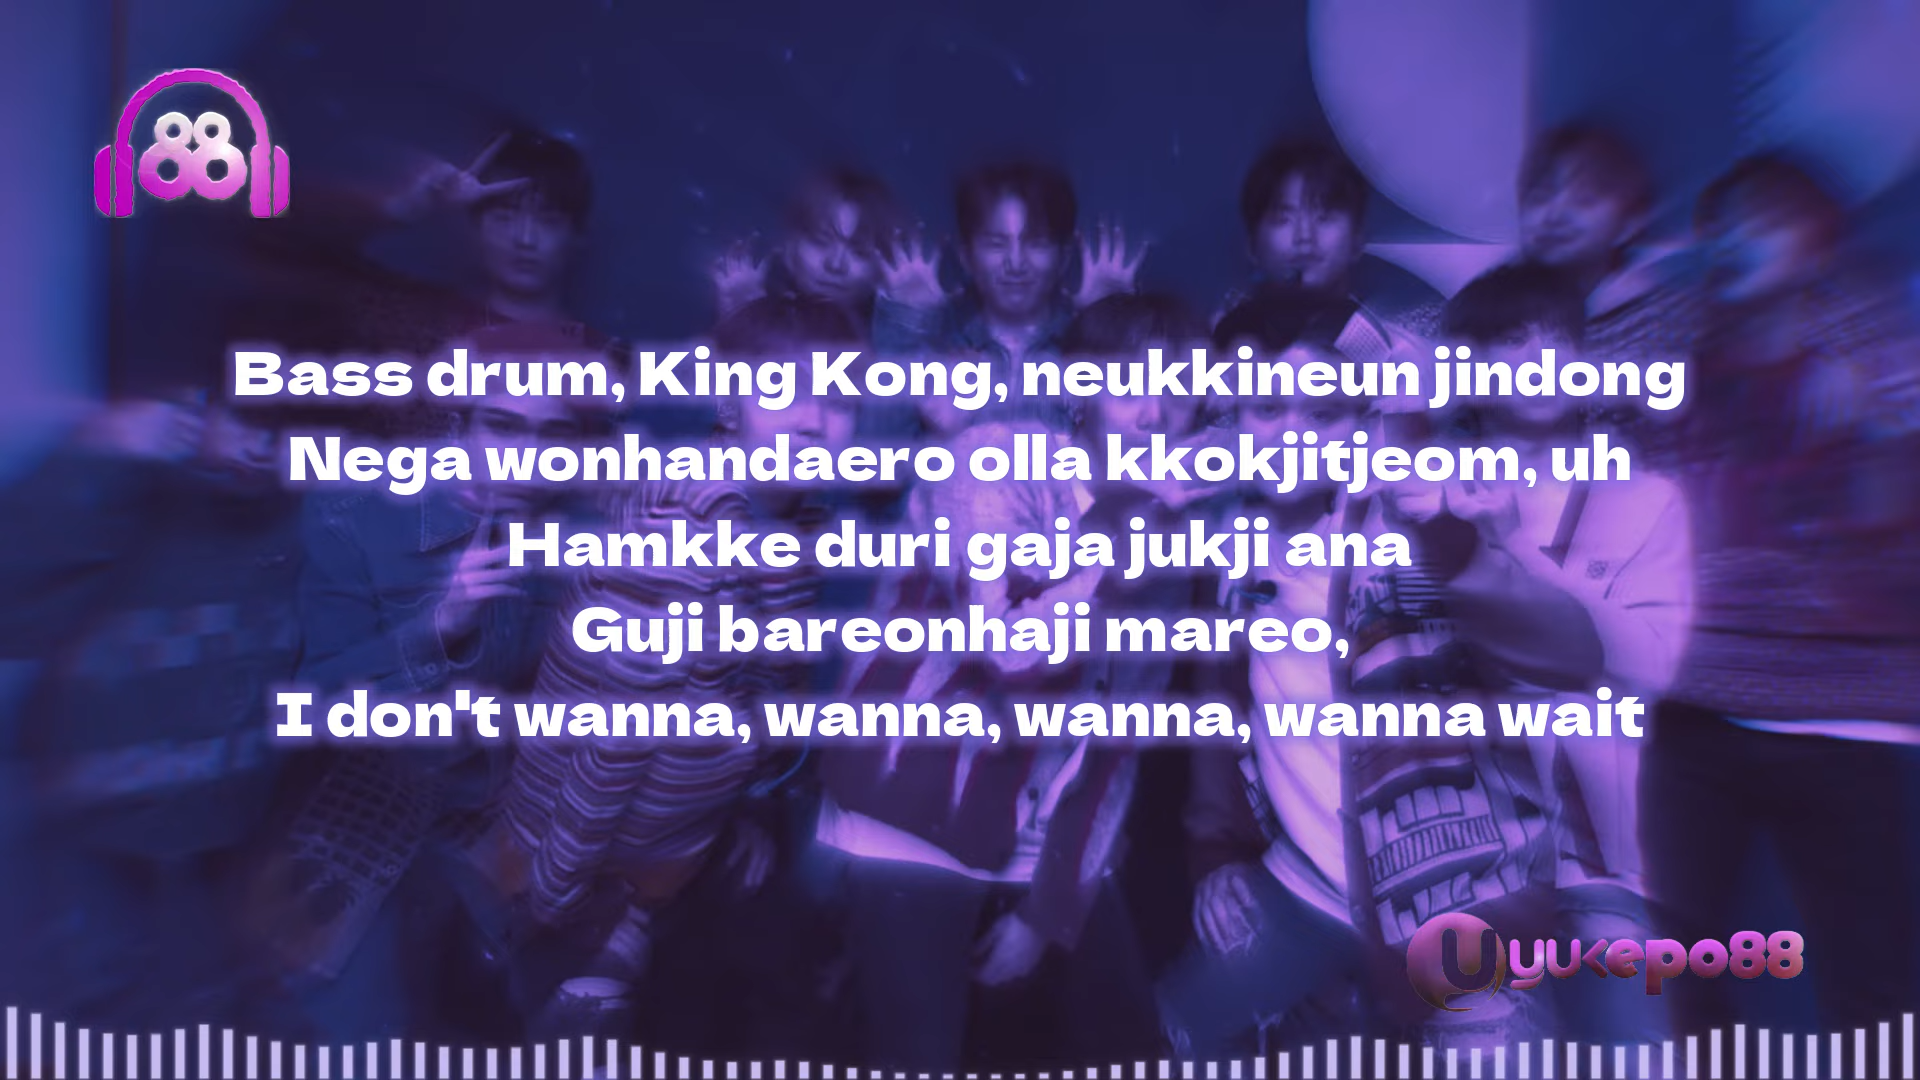 88
Bass drum, King Kong, neukkineun jindong
Nega wonhandaero olla kkokjitjeom, uh
Hamkke duri gaja jukji ana
Guji bareonhaji mareo,
I don't wanna, wanna, wanna, wanna wait
U yukepo88